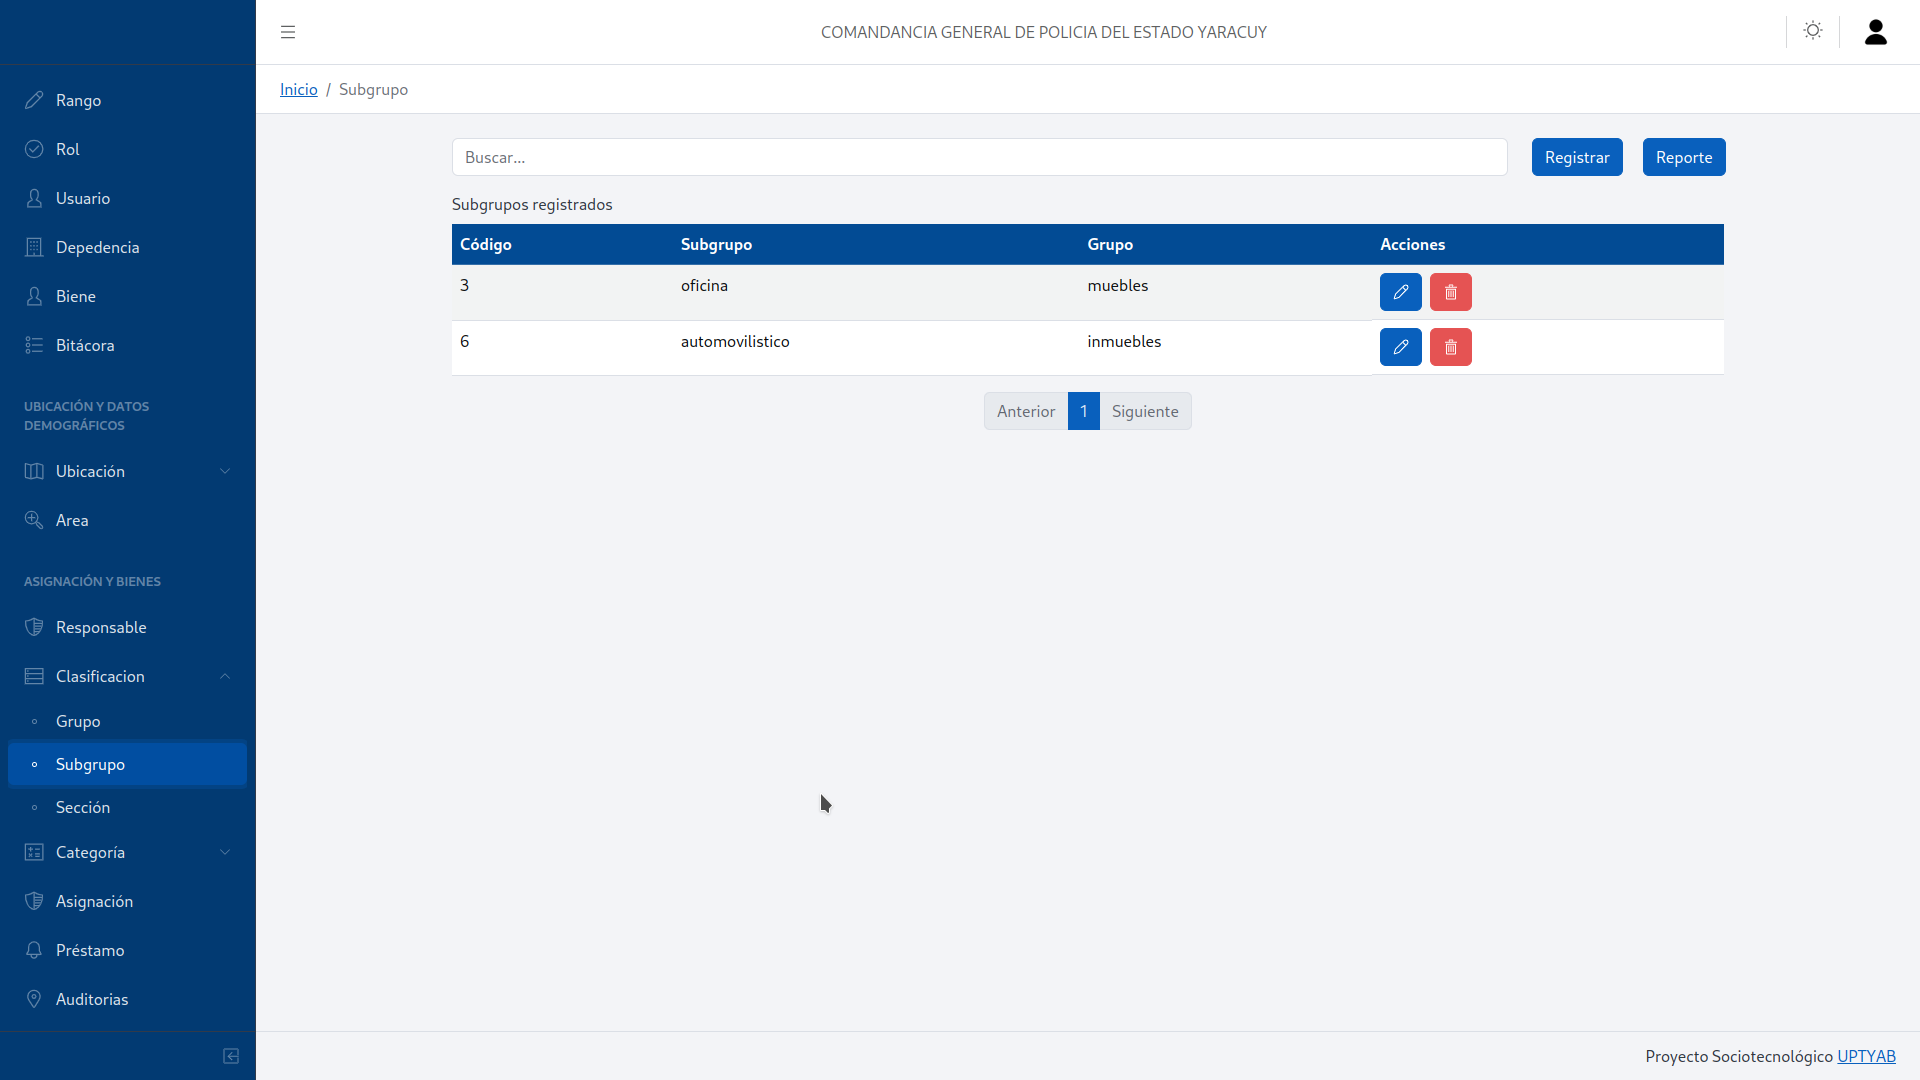 COMANDANCIA GENERAL DE POLICIA DEL ESTADO YARACUY
Inicio / Subgrupo
Rango
Rol
Usuario
Depedencia
Biene
Bitácora
UBICACIÓN Y DATOS
DEMOGRÁFICOS
Ubicación
Area
ASIGNACIÓN Y BIENES
Responsable
Clasificacion
Grupo
Subgrupo
Sección
Categoría
Asignación
Préstamo
Auditorias
Buscar...
Registrar
Reporte
Subgrupos registrados
Código Subgrupo Grupo Acciones
3 oficina muebles
6 automovilistico inmuebles
Anterior 1 Siguiente
Proyecto Sociotecnológico UPTYAB